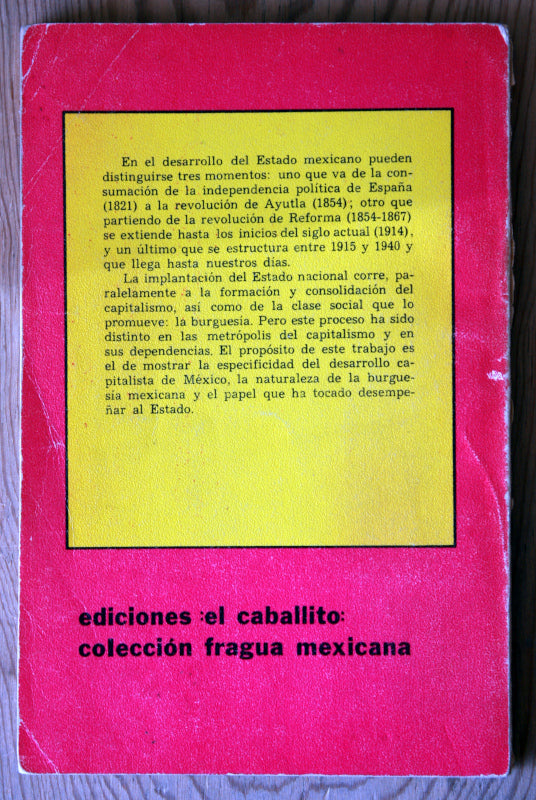 En el desarrollo del Estado mexicano pueden
distinguirse tres momentos: uno que va de la con-
sumación de la independencia política de España
(1821) a la revolución de Ayutla (1854); otro que
partiendo de la revolución de Reforma (1854-1867)
se extiende hasta los inicios del siglo actual (1914),
y un último que se estructura entre 1915 y 1940 y
que llega hasta nuestros días.
La implantación del Estado nacional corre, pa-
ralelamente a la formación y consolidación del
capitalismo, así como de la clase social que lo
promueve: la burguesía. Pero este proceso ha sido
distinto en las metrópolis del capitalismo y en
sus dependencias. El propósito de este trabajo es
el de mostrar la especificidad del desarrollo ca-
pitalista de México, la naturaleza de la burgue-
sía mexicana y el papel que ha tocado desempe-
ñar al Estado.
ediciones :el caballito:
colección fragua mexicana